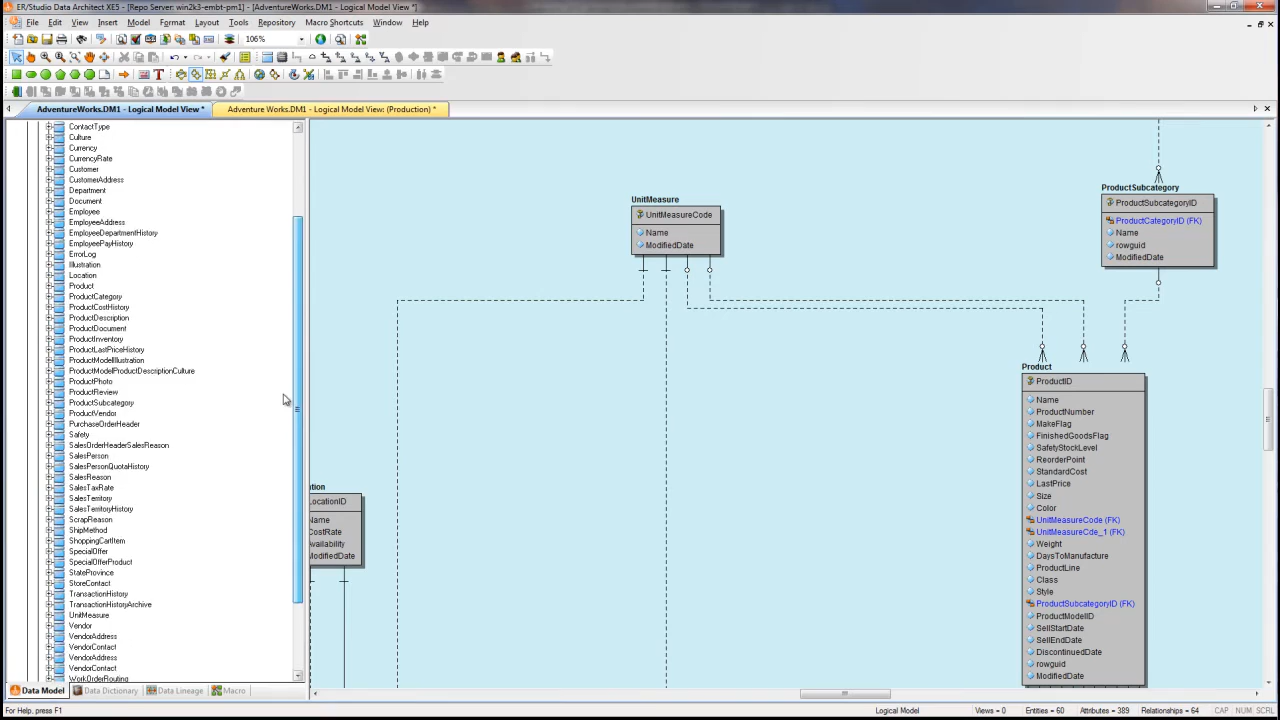 ER/Studio Data Architect XE5 - [Repo Server: win2k3-embt-pm1] - [AdventureWorks.DM1 - Logical Model View *]
File Edit View Insert Model Format Layout Tools Repository Macro Shortcuts Window Help
106%
AdventureWorks.DM1 - Logical Model View *
Adventure Works.DM1 - Logical Model View: (Production) *
ContactType
Culture
Currency
CurrencyRate
Customer
CustomerAddress
Department
Document
Employee
EmployeeAddress
EmployeeDepartmentHistory
EmployeePayHistory
ErrorLog
Illustration
Location
Product
ProductCategory
ProductCostHistory
ProductDescription
ProductDocument
ProductInventory
ProductLastPriceHistory
ProductModelIllustration
ProductModelProductDescriptionCulture
ProductPhoto
ProductReview
ProductSubcategory
ProductVendor
PurchaseOrderHeader
Safety
SalesOrderHeaderSalesReason
SalesPerson
SalesPersonQuotaHistory
SalesReason
SalesTaxRate
SalesTerritory
SalesTerritoryHistory
ScrapReason
ShipMethod
ShoppingCartItem
SpecialOffer
SpecialOfferProduct
StateProvince
StoreContact
TransactionHistory
TransactionHistoryArchive
UnitMeasure
Vendor
VendorAddress
VendorContact
VendorAddress
VendorContact
WorkOrderRouting
Data Model
Data Dictionary
Data Lineage
Macro
UnitMeasure
UnitMeasureCode
Name
ModifiedDate
ProductSubcategory
ProductSubcategoryID
ProductCategoryID (FK)
Name
rowguid
ModifiedDate
Product
ProductID
Name
ProductNumber
MakeFlag
FinishedGoodsFlag
SafetyStockLevel
ReorderPoint
StandardCost
LastPrice
Size
Color
UnitMeasureCode (FK)
UnitMeasureCde_1 (FK)
Weight
DaysToManufacture
ProductLine
Class
Style
ProductSubcategoryID (FK)
ProductModelID
SellStartDate
SellEndDate
DiscontinuedDate
rowguid
ModifiedDate
tion
LocationID
Name
CostRate
Availability
ModifiedDate
For Help, press F1
Logical Model
Views = 0
Entities = 60
Attributes = 389
Relationships = 64
CAP NUM SCRL